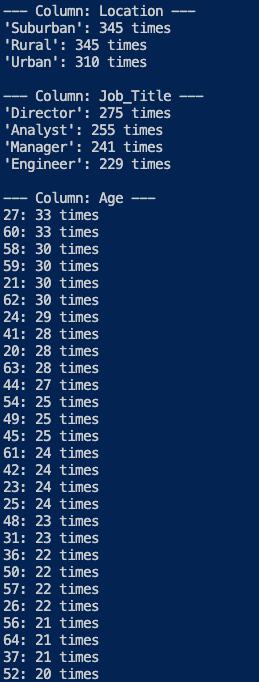 --- Column: Location ---
'Suburban': 345 times
'Rural': 345 times
'Urban': 310 times
--- Column: Job_Title ---
'Director': 275 times
'Analyst': 255 times
'Manager': 241 times
'Engineer': 229 times
--- Column: Age ---
27: 33 times
60: 33 times
58: 30 times
59: 30 times
21: 30 times
62: 30 times
24: 29 times
41: 28 times
20: 28 times
63: 28 times
44: 27 times
54: 25 times
49: 25 times
45: 25 times
61: 24 times
42: 24 times
23: 24 times
25: 24 times
48: 23 times
31: 23 times
36: 22 times
50: 22 times
57: 22 times
26: 22 times
56: 21 times
64: 21 times
37: 21 times
52: 20 times